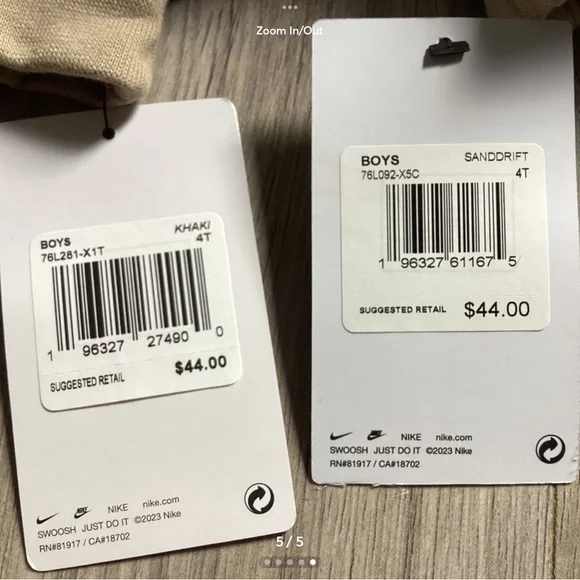 Zoom In/Out
BOYS KHAKI
76L281-X1T 4T
1 96327 27490 0
SUGGESTED RETAIL $44.00
NIKE nike.com
SWOOSH JUST DO IT ©2023 Nike
RN#81917 / CA#18702
BOYS SANDDRIFT
76L092-X5C 4T
1 96327 61167 5
SUGGESTED RETAIL $44.00
NIKE nike.com
SWOOSH JUST DO IT ©2023 Nike
RN#81917 / CA#18702
5 / 5